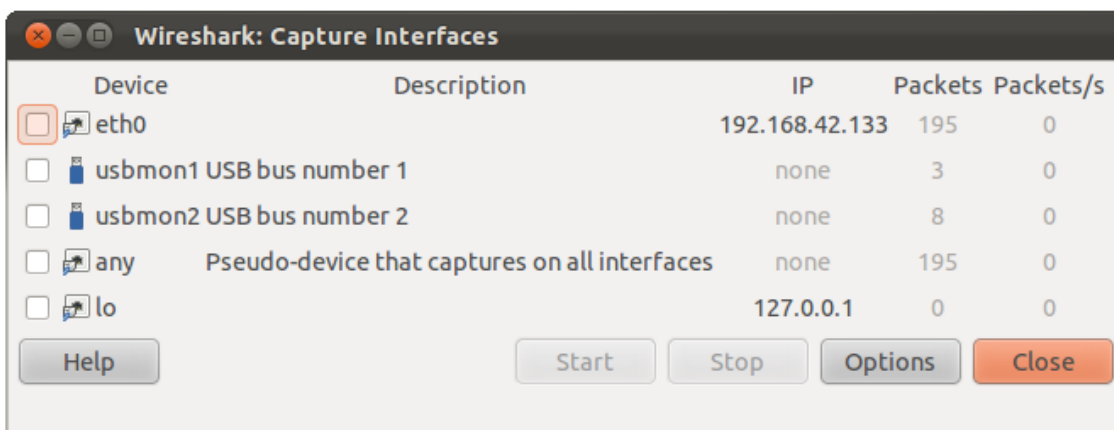 Wireshark: Capture Interfaces
Device Description IP Packets Packets/s
eth0 192.168.42.133 195 0
usbmon1 USB bus number 1 none 3 0
usbmon2 USB bus number 2 none 8 0
any Pseudo-device that captures on all interfaces none 195 0
lo 127.0.0.1 0 0
Help Start Stop Options Close